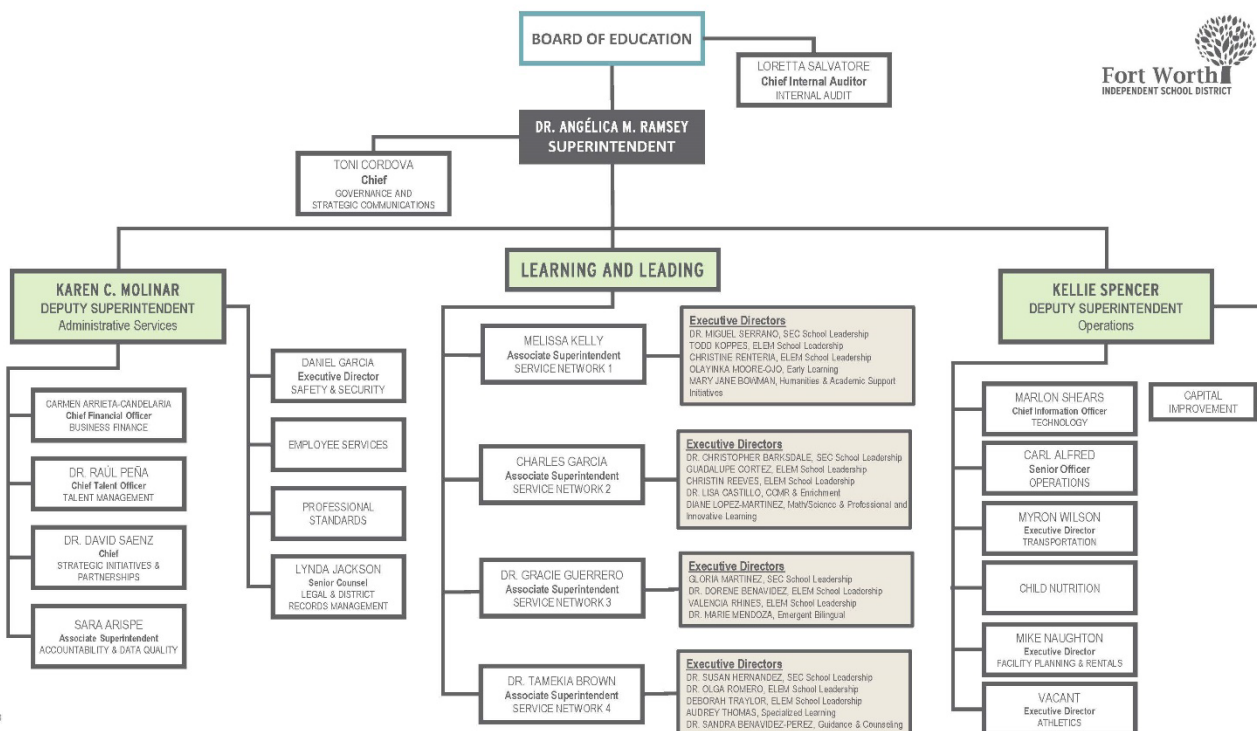 BOARD OF EDUCATION
LORETTA SALVATORE
Chief Internal Auditor
INTERNAL AUDIT
Fort Worth
INDEPENDENT SCHOOL DISTRICT
DR. ANGÉLICA M. RAMSEY
SUPERINTENDENT
TONI CORDOVA
Chief
GOVERNANCE AND
STRATEGIC COMMUNICATIONS
KAREN C. MOLINAR
DEPUTY SUPERINTENDENT
Administrative Services
LEARNING AND LEADING
KELLIE SPENCER
DEPUTY SUPERINTENDENT
Operations
CARMEN ARRIETA-CANDELARIA
Chief Financial Officer
BUSINESS FINANCE
DR. RAÚL PEÑA
Chief Talent Officer
TALENT MANAGEMENT
DR. DAVID SAENZ
Chief
STRATEGIC INITIATIVES &
PARTNERSHIPS
SARA ARISPE
Associate Superintendent
ACCOUNTABILITY & DATA QUALITY
DANIEL GARCIA
Executive Director
SAFETY & SECURITY
EMPLOYEE SERVICES
PROFESSIONAL
STANDARDS
LYNDA JACKSON
Senior Counsel
LEGAL & DISTRICT
RECORDS MANAGEMENT
MELISSA KELLY
Associate Superintendent
SERVICE NETWORK 1
Executive Directors
DR. MIGUEL SERRANO, SEC School Leadership
TODD KOPPES, ELEM School Leadership
CHRISTINE RENTERIA, ELEM School Leadership
OLAYINKA MOORE-OJO, Early Learning
MARY JANE BOWMAN, Humanities & Academic Support
Initiatives
CHARLES GARCIA
Associate Superintendent
SERVICE NETWORK 2
Executive Directors
DR. CHRISTOPHER BARKSDALE, SEC School Leadership
GUADALUPE CORTEZ, ELEM School Leadership
CHRISTIN REEVES, ELEM School Leadership
DR. LISA CASTILLO, CCMR & Enrichment
DIANE LOPEZ-MARTINEZ, Math/Science & Professional and
Innovative Learning
DR. GRACIE GUERRERO
Associate Superintendent
SERVICE NETWORK 3
Executive Directors
GLORIA MARTINEZ, SEC School Leadership
DR. DORENE BENAVIDEZ, ELEM School Leadership
VALENCIA RHINES, ELEM School Leadership
DR. MARIE MENDOZA, Emergent Bilingual
DR. TAMEKIA BROWN
Associate Superintendent
SERVICE NETWORK 4
Executive Directors
DR. SUSAN HERNANDEZ, SEC School Leadership
DR. OLGA ROMERO, ELEM School Leadership
DEBORAH TRAYLOR, ELEM School Leadership
AUDREY THOMAS, Specialized Learning
DR. SANDRA BENAVIDEZ-PEREZ, Guidance & Counseling
MARLON SHEARS
Chief Information Officer
TECHNOLOGY
CAPITAL
IMPROVEMENT
CARL ALFRED
Senior Officer
OPERATIONS
MYRON WILSON
Executive Director
TRANSPORTATION
CHILD NUTRITION
MIKE NAUGHTON
Executive Director
FACILITY PLANNING & RENTALS
VACANT
Executive Director
ATHLETICS